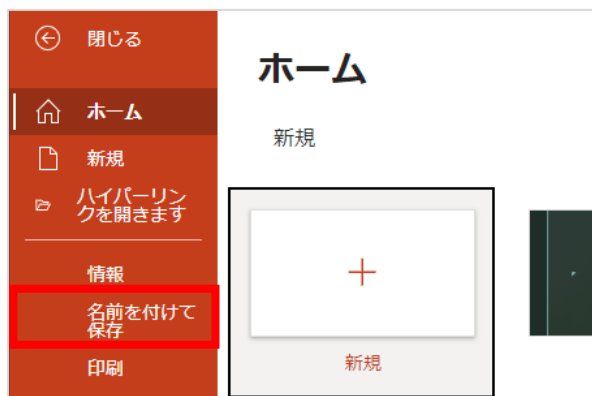 閉じる
ホーム
新規
ハイパーリン
クを開きます
情報
名前を付けて
保存
印刷
ホーム
新規
新規